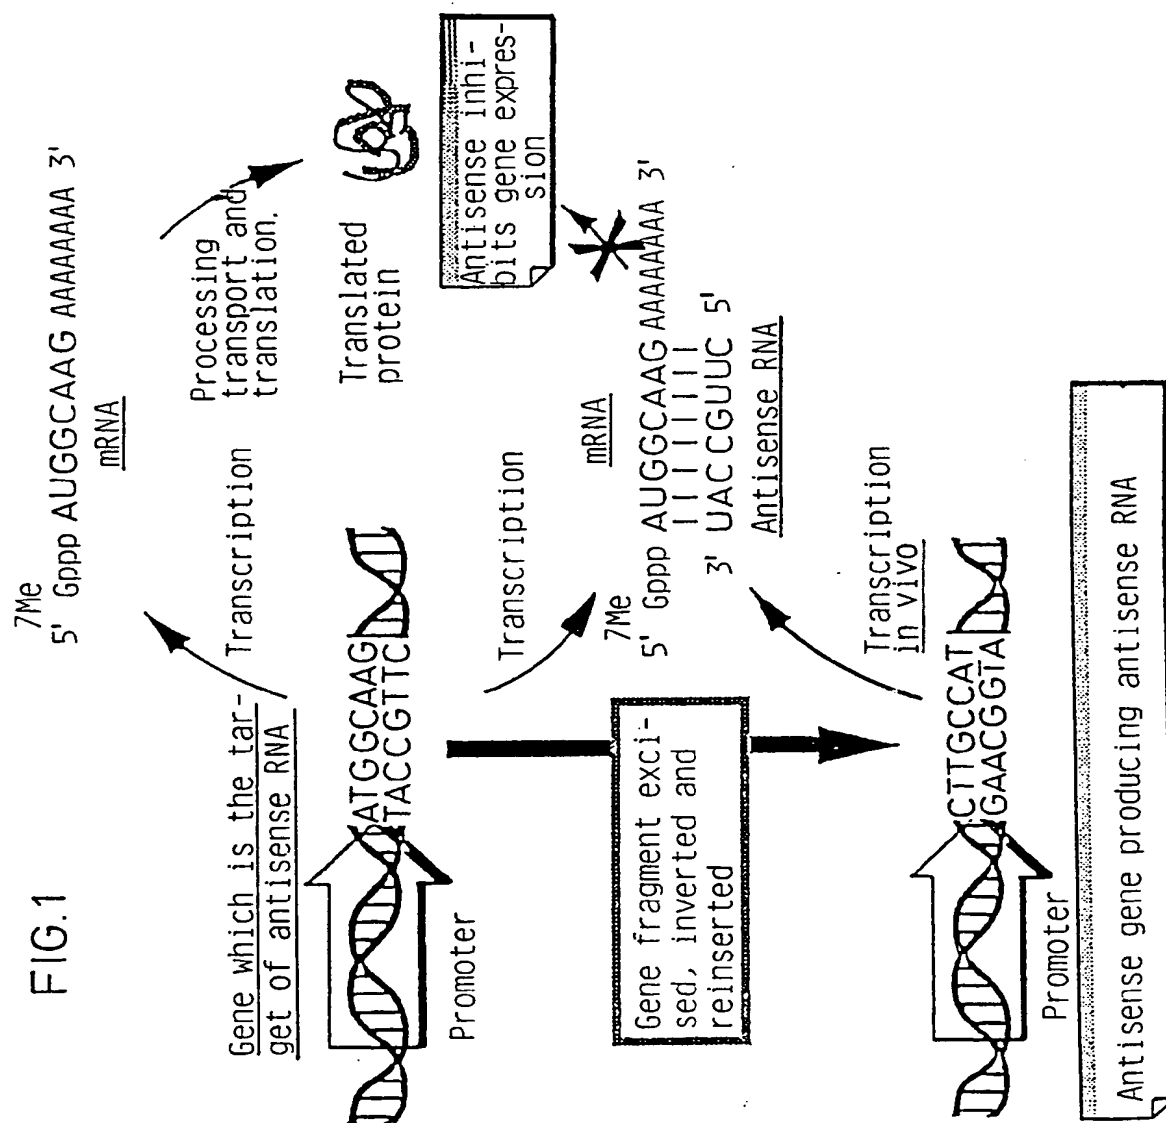 FIG.1
Gene which is the tar-
get of antisense RNA
ATGGCAAG
TACCGTTC
Promoter
Transcription
7Me
5' Gppp AUGGCAAG AAAAAAA 3'
mRNA
Processing
transport and
translation.
Translated
protein
Antisense inhi-
bits gene expres-
sion
Transcription
mRNA
7Me
5' Gppp AUGGCAAG AAAAAAA 3'
3' UACCGUUC 5'
Antisense RNA
Gene fragment exci-
sed, inverted and
reinserted
Transcription
in vivo
CTTGCCAT
GAACGGTA
Promoter
Antisense gene producing antisense RNA